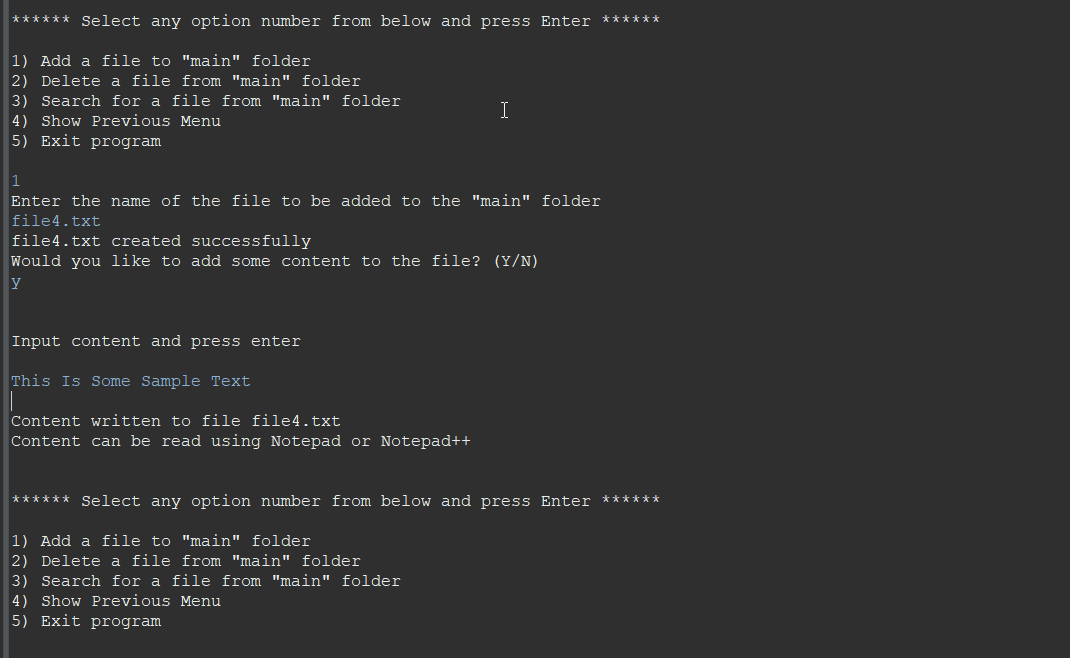 ****** Select any option number from below and press Enter ******
1) Add a file to "main" folder
2) Delete a file from "main" folder
3) Search for a file from "main" folder
4) Show Previous Menu
5) Exit program
1
Enter the name of the file to be added to the "main" folder
file4.txt
file4.txt created successfully
Would you like to add some content to the file? (Y/N)
y
Input content and press enter
This Is Some Sample Text
Content written to file file4.txt
Content can be read using Notepad or Notepad++
****** Select any option number from below and press Enter ******
1) Add a file to "main" folder
2) Delete a file from "main" folder
3) Search for a file from "main" folder
4) Show Previous Menu
5) Exit program